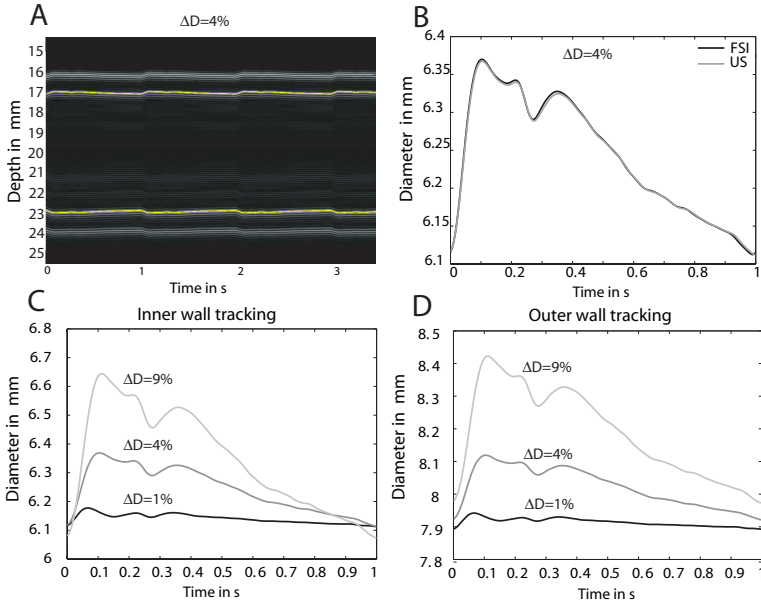 A
ΔD=4%
Depth in mm
15
16
17
18
19
20
21
22
23
24
25
0 1 2 3
Time in s
B
ΔD=4%
FSI
US
Diameter in mm
6.4
6.35
6.3
6.25
6.2
6.15
6.1
0 0.2 0.4 0.6 0.8 1
Time in s
C
Inner wall tracking
Diameter in mm
6.8
6.7
6.6
6.5
6.4
6.3
6.2
6.1
6
ΔD=9%
ΔD=4%
ΔD=1%
0 0.1 0.2 0.3 0.4 0.5 0.6 0.7 0.8 0.9 1
Time in s
D
Outer wall tracking
Diameter in mm
8.5
8.4
8.3
8.2
8.1
8
7.9
7.8
ΔD=9%
ΔD=4%
ΔD=1%
0 0.1 0.2 0.3 0.4 0.5 0.6 0.7 0.8 0.9 1
Time in s